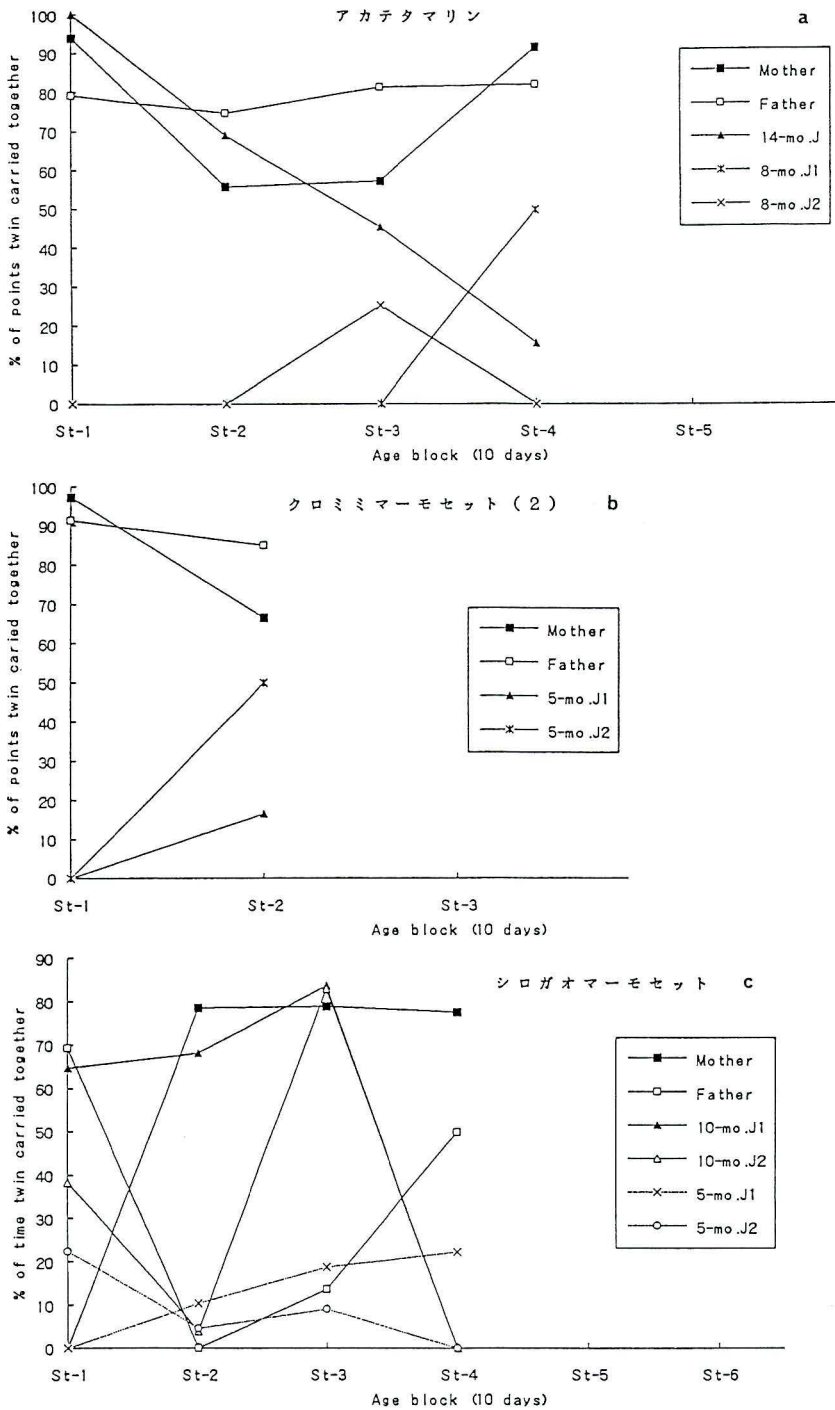 アカテタマリン a
100
90
80
70
60
50
40
30
20
10
0
% of points twin carried together
Mother
Father
14-mo.J
8-mo.J1
8-mo.J2
St-1 St-2 St-3 St-4 St-5
Age block (10 days)
クロミミマーモセット(2) b
100
90
80
70
60
50
40
30
20
10
0
% of points twin caried together
Mother
Father
5-mo.J1
5-mo.J2
St-1 St-2 St-3
Age block (10 days)
シロガオマーモセット c
90
80
70
60
50
40
30
20
10
0
% of time twin carried together
Mother
Father
10-mo.J1
10-mo.J2
5-mo.J1
5-mo.J2
St-1 St-2 St-3 St-4 St-5 St-6
Age block (10 days)